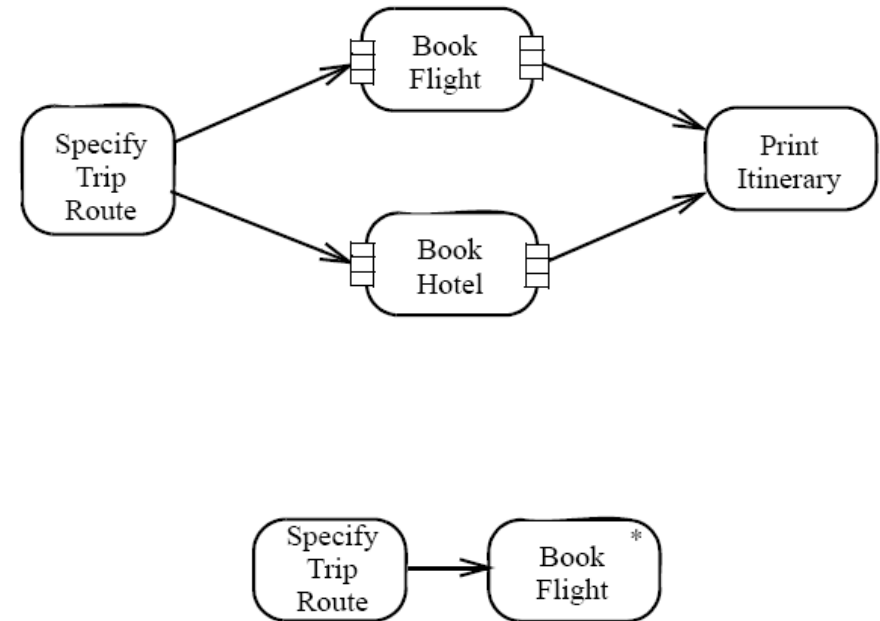 Book
Flight
Specify
Trip
Route
Print
Itinerary
Book
Hotel
Specify
Trip
Route
*
Book
Flight